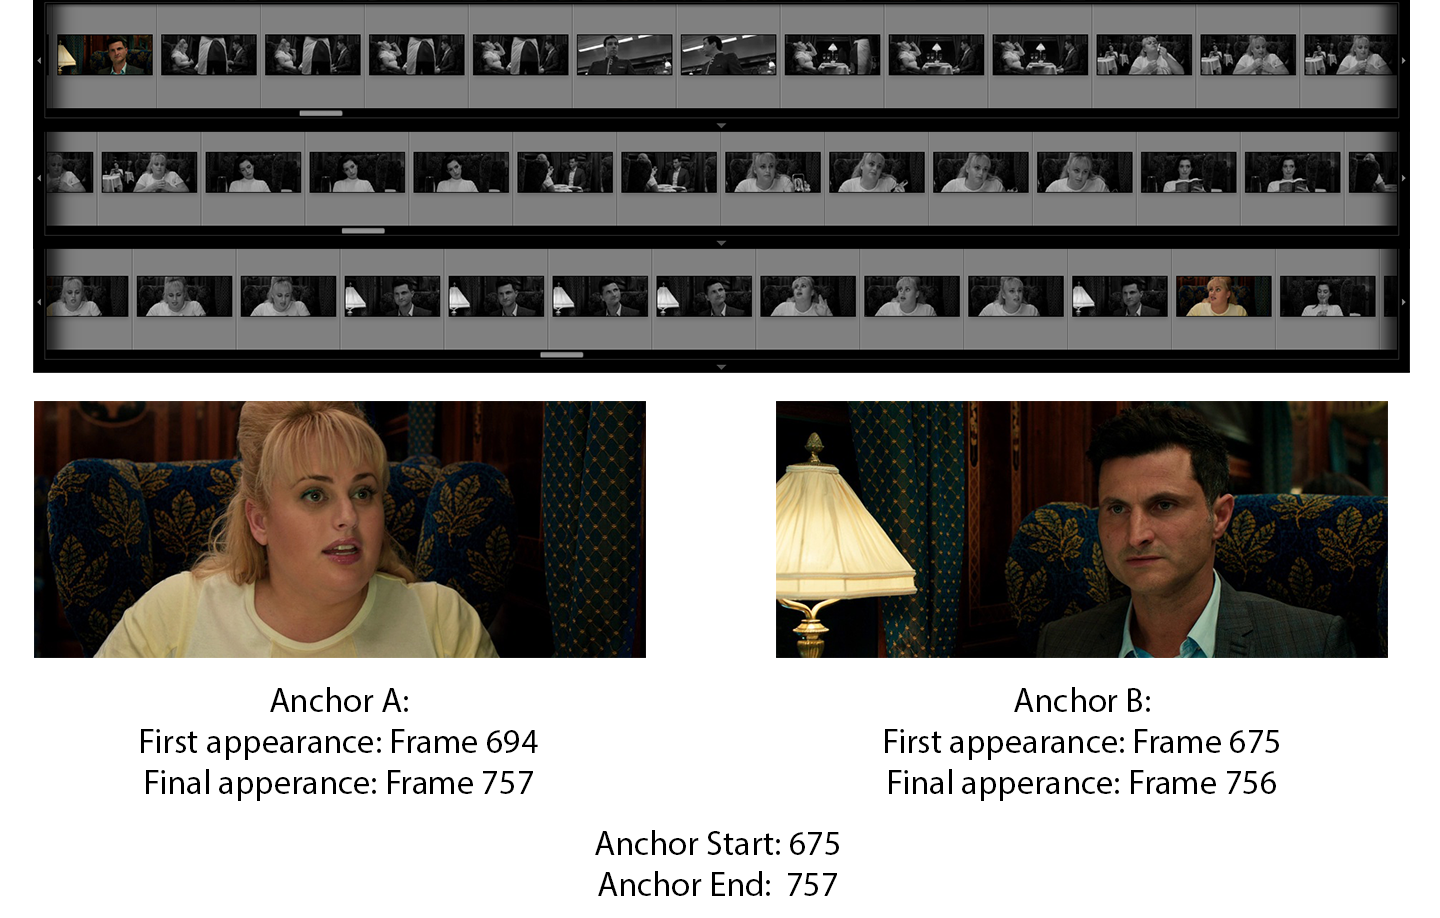 Anchor A:
First appearance: Frame 694
Final apperance: Frame 757
Anchor B:
First appearance: Frame 675
Final apperance: Frame 756
Anchor Start: 675
Anchor End: 757